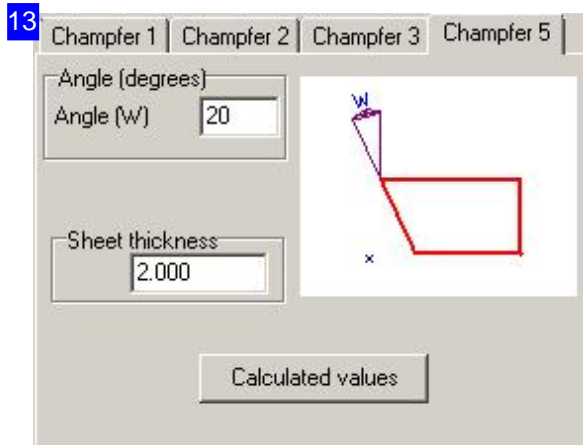 13
Champfer 1 Champfer 2 Champfer 3 Champfer 5
Angle (degrees)
Angle (W) 20
W
Sheet thickness
2.000
x
Calculated values